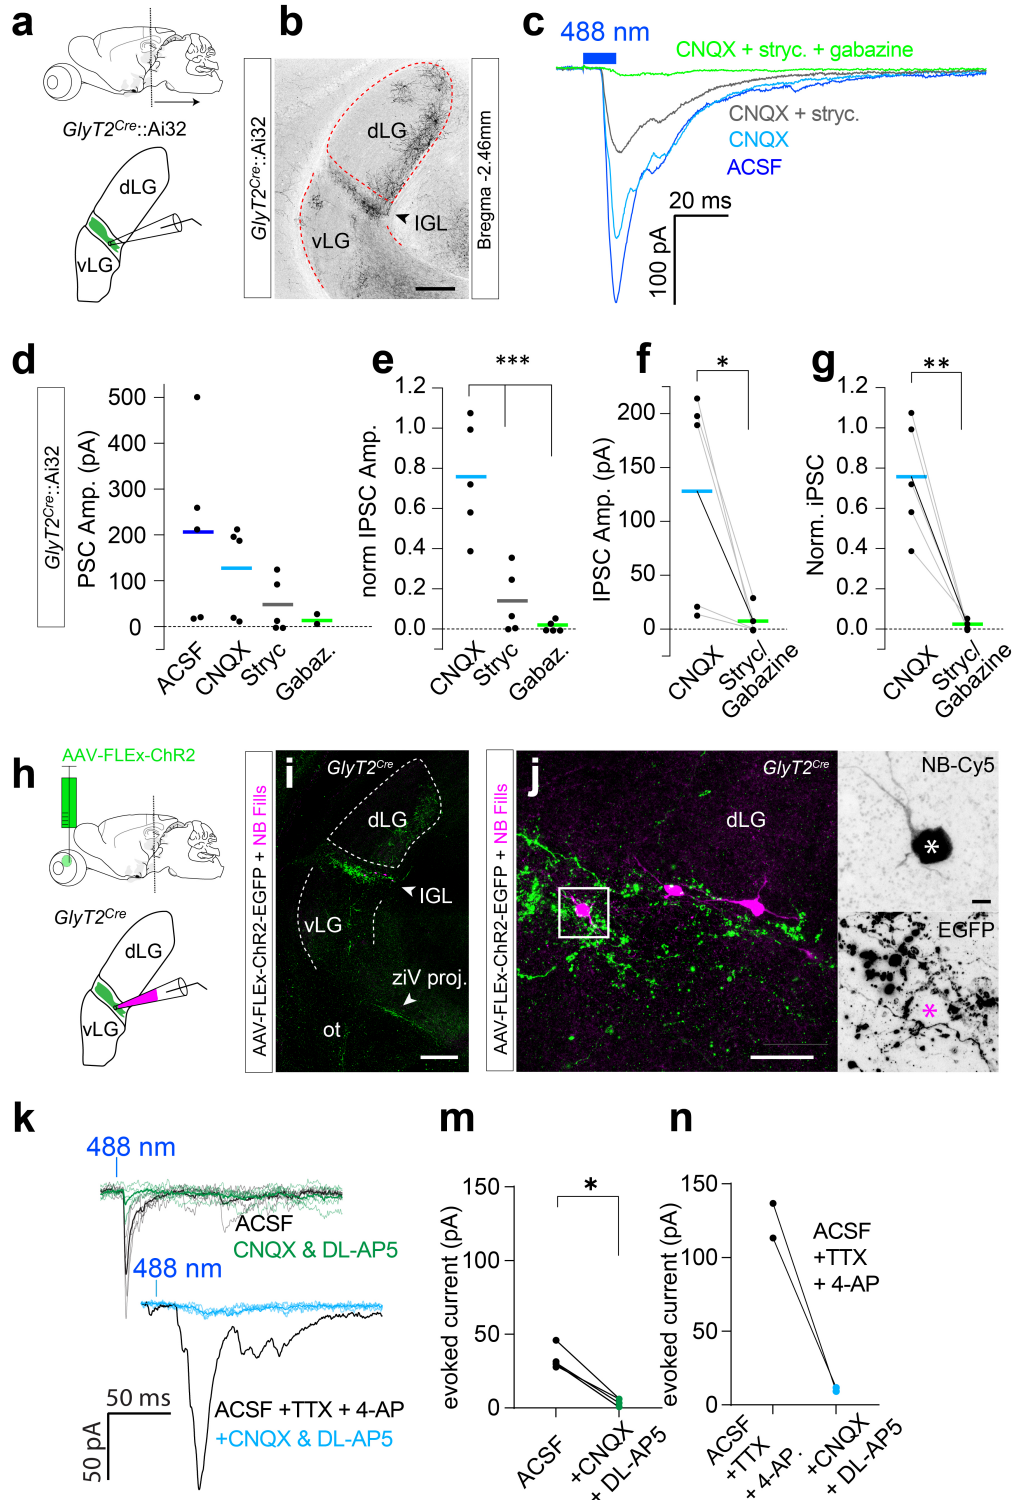 a
GlyT2Cre::Ai32
dLG
vLG
b
GlyT2Cre::Ai32
dLG
IGL
vLG
Bregma -2.46mm
c
488 nm
CNQX + stryc. + gabazine
CNQX + stryc.
CNQX
ACSF
20 ms
100 pA
d
GlyT2Cre::Ai32
PSC Amp. (pA)
500
400
300
200
100
0
ACSF
CNQX
Stryc
Gabaz.
e
***
norm IPSC Amp.
1.2
1.0
0.8
0.6
0.4
0.2
0.0
CNQX
Stryc
Gabaz.
f
*
IPSC Amp. (pA)
200
150
100
50
0
CNQX
Stryc/
Gabazine
g
**
Norm. iPSC
1.2
1.0
0.8
0.6
0.4
0.2
0.0
CNQX
Stryc/
Gabazine
h
AAV-FLEx-ChR2
GlyT2Cre
dLG
vLG
i
AAV-FLEx-ChR2-EGFP + NB Fills
GlyT2Cre
dLG
IGL
vLG
ziV proj.
ot
j
AAV-FLEx-ChR2-EGFP + NB Fills
GlyT2Cre
dLG
NB-Cy5
*
EGFP
*
k
488 nm
ACSF
CNQX & DL-AP5
488 nm
50 ms
50 pA
ACSF +TTX + 4-AP
+CNQX & DL-AP5
m
*
evoked current (pA)
150
100
50
0
ACSF
+CNQX
+ DL-AP5
n
evoked current (pA)
150
100
50
0
ACSF
+TTX
+ 4-AP
ACSF
+TTX
+ 4-AP.
+CNQX
+ DL-AP5